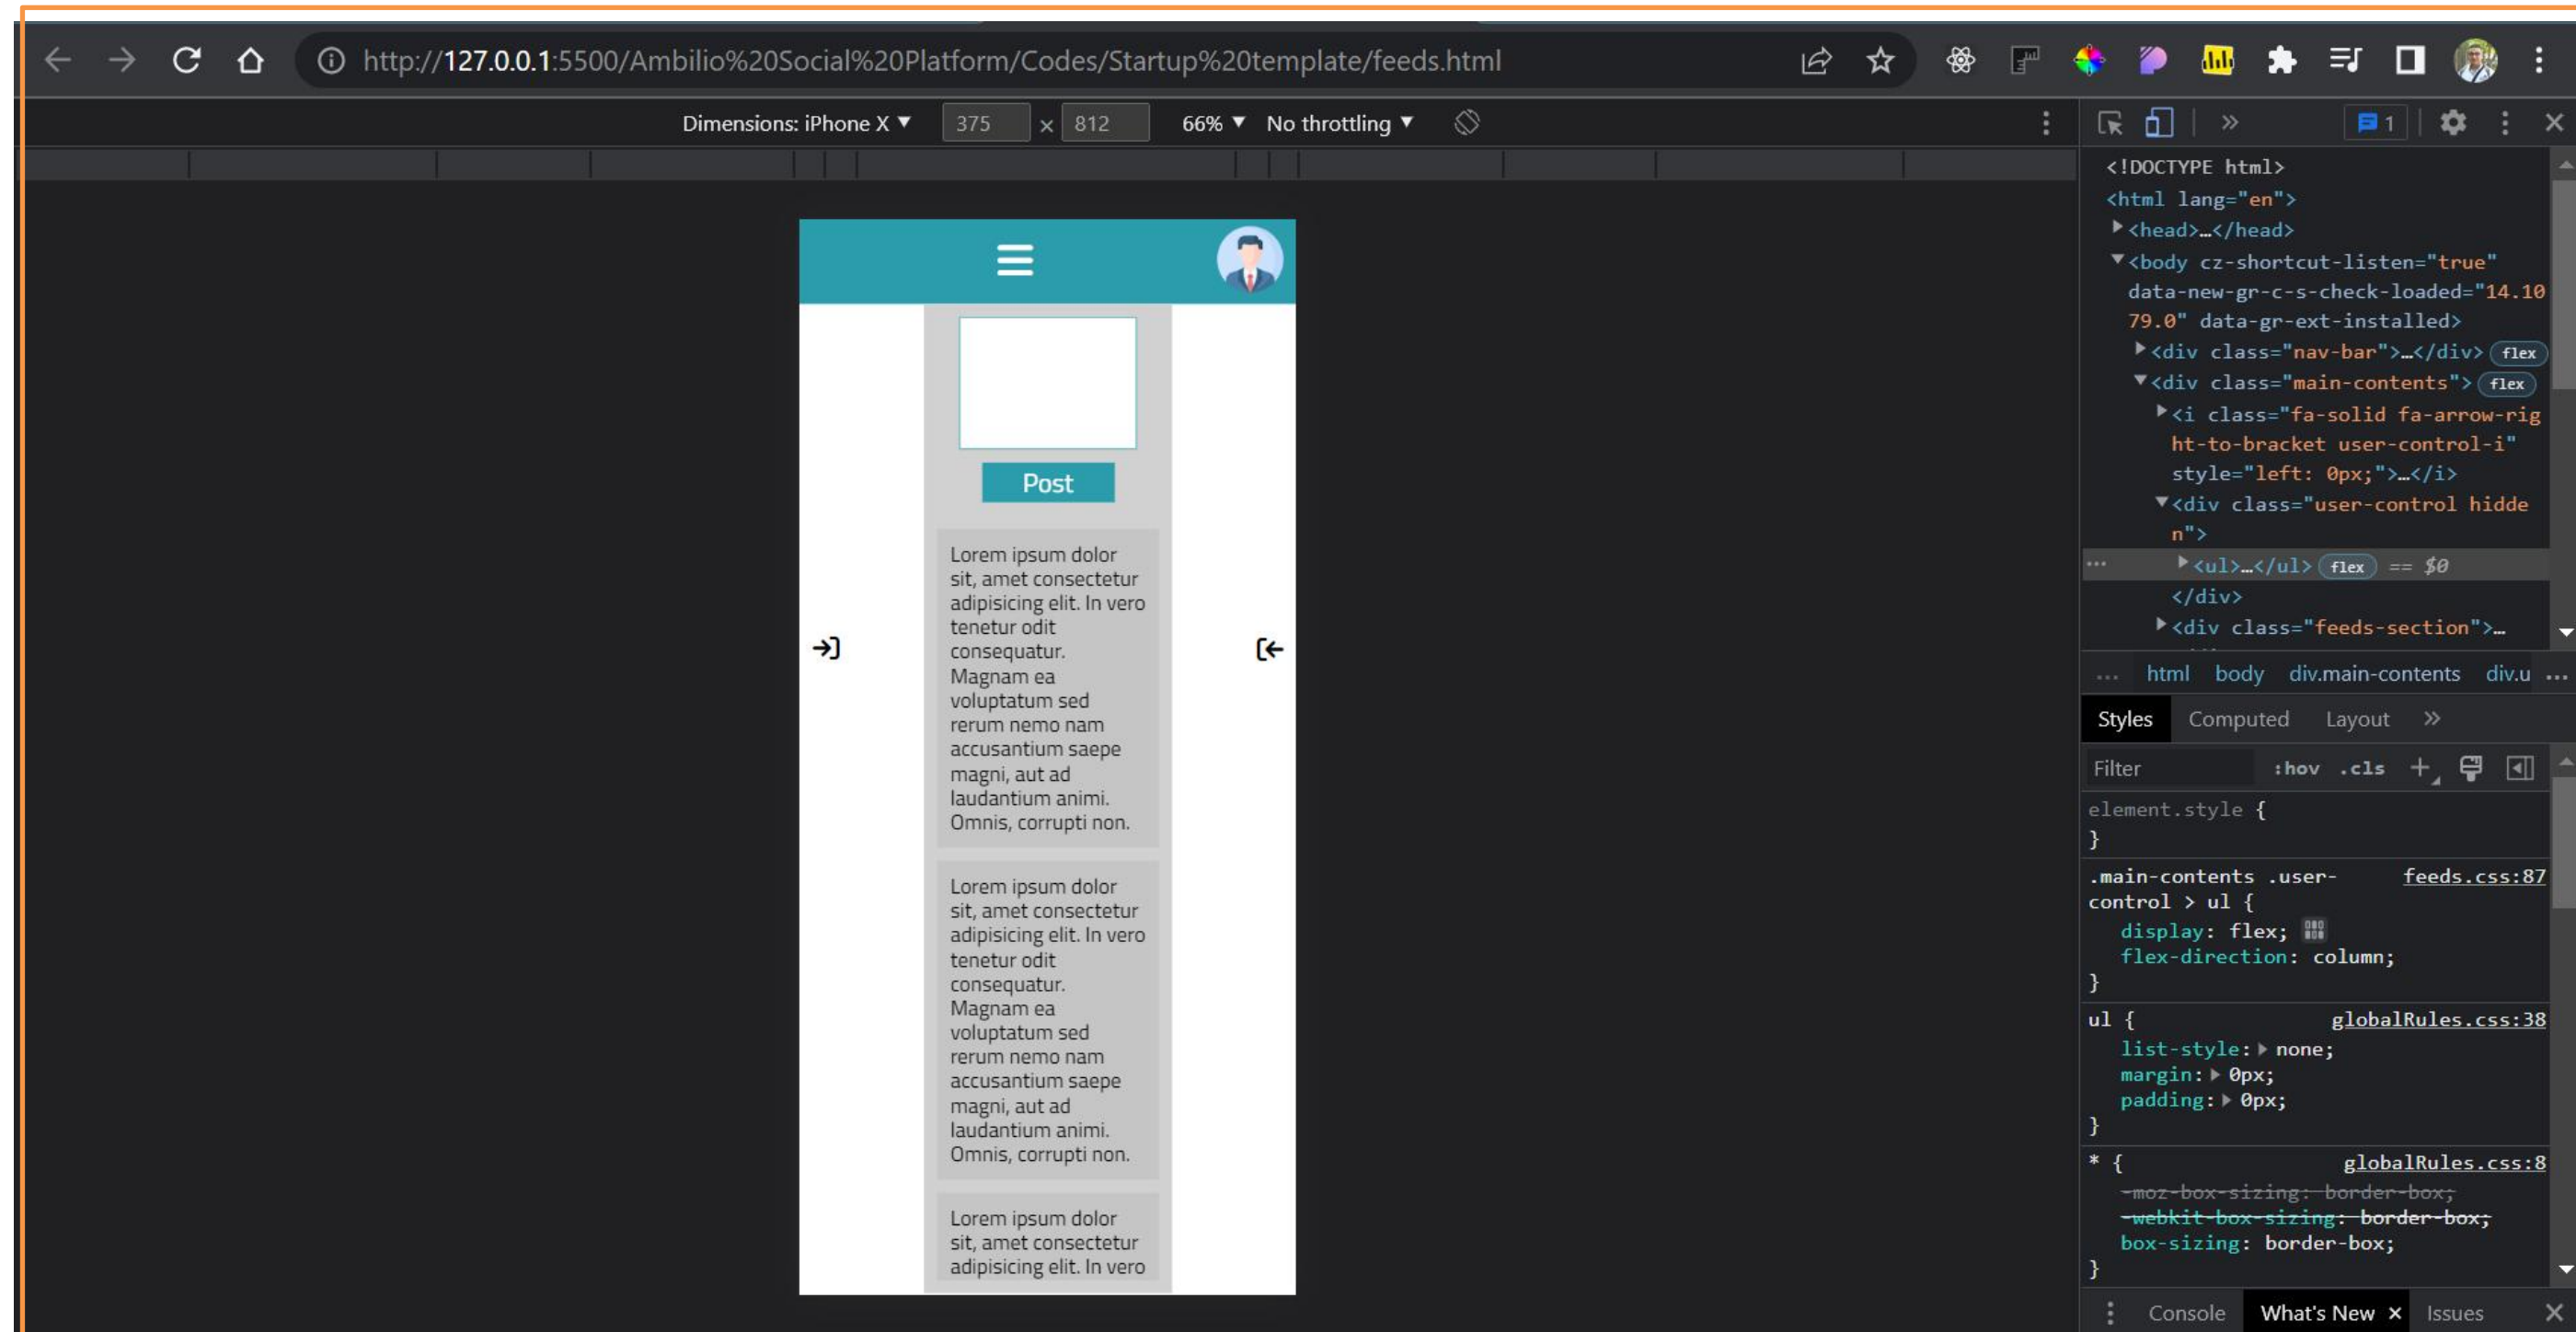 http://127.0.0.1:5500/Ambilio%20Social%20Platform/Codes/Startup%20template/feeds.html
Dimensions: iPhone X 375 × 812 66% No throttling
1
Post
Lorem ipsum dolor
sit, amet consectetur
adipisicing elit. In vero
tenetur odit
consequatur.
Magnam ea
voluptatum sed
rerum nemo nam
accusantium saepe
magni, aut ad
laudantium animi.
Omnis, corrupti non.
Lorem ipsum dolor
sit, amet consectetur
adipisicing elit. In vero
tenetur odit
consequatur.
Magnam ea
voluptatum sed
rerum nemo nam
accusantium saepe
magni, aut ad
laudantium animi.
Omnis, corrupti non.
Lorem ipsum dolor
sit, amet consectetur
adipisicing elit. In vero
<!DOCTYPE html>
<html lang="en">
<head>…</head>
<body cz-shortcut-listen="true"
data-new-gr-c-s-check-loaded="14.10
79.0" data-gr-ext-installed>
<div class="nav-bar">…</div> flex
<div class="main-contents"> flex
<i class="fa-solid fa-arrow-rig
ht-to-bracket user-control-i"
style="left: 0px;">…</i>
<div class="user-control hidde
n">
… <ul>…</ul> flex == $0
</div>
<div class="feeds-section">…
… html body div.main-contents div.u …
Styles Computed Layout »
Filter :hov .cls +
element.style {
}
.main-contents .user- feeds.css:87
control > ul {
display: flex;
flex-direction: column;
}
ul { globalRules.css:38
list-style: none;
margin: 0px;
padding: 0px;
}
* { globalRules.css:8
-moz-box-sizing: border-box;
-webkit-box-sizing: border-box;
box-sizing: border-box;
}
Console What's New × Issues